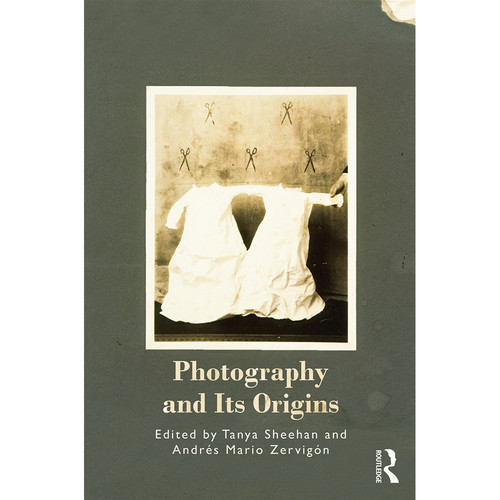 Photography
and Its Origins
Edited by Tanya Sheehan and
Andrés Mario Zervigón
ROUTLEDGE